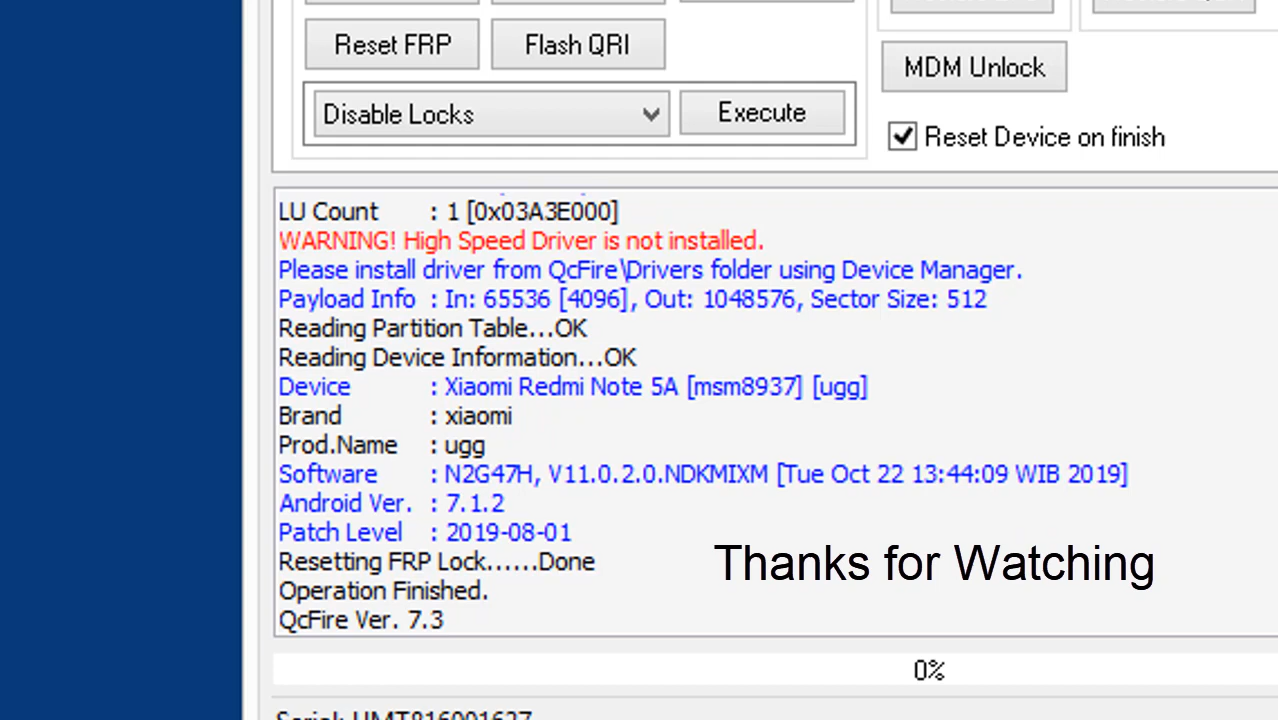 Reset FRP
Flash QRI
MDM Unlock
Disable Locks
Execute
Reset Device on finish
LU Count : 1 [0x03A3E000]
WARNING! High Speed Driver is not installed.
Please install driver from QcFire\Drivers folder using Device Manager.
Payload Info : In: 65536 [4096], Out: 1048576, Sector Size: 512
Reading Partition Table...OK
Reading Device Information...OK
Device : Xiaomi Redmi Note 5A [msm8937] [ugg]
Brand : xiaomi
Prod.Name : ugg
Software : N2G47H, V11.0.2.0.NDKMIXM [Tue Oct 22 13:44:09 WIB 2019]
Android Ver. : 7.1.2
Patch Level : 2019-08-01
Resetting FRP Lock......Done
Thanks for Watching
Operation Finished.
QcFire Ver. 7.3
0%